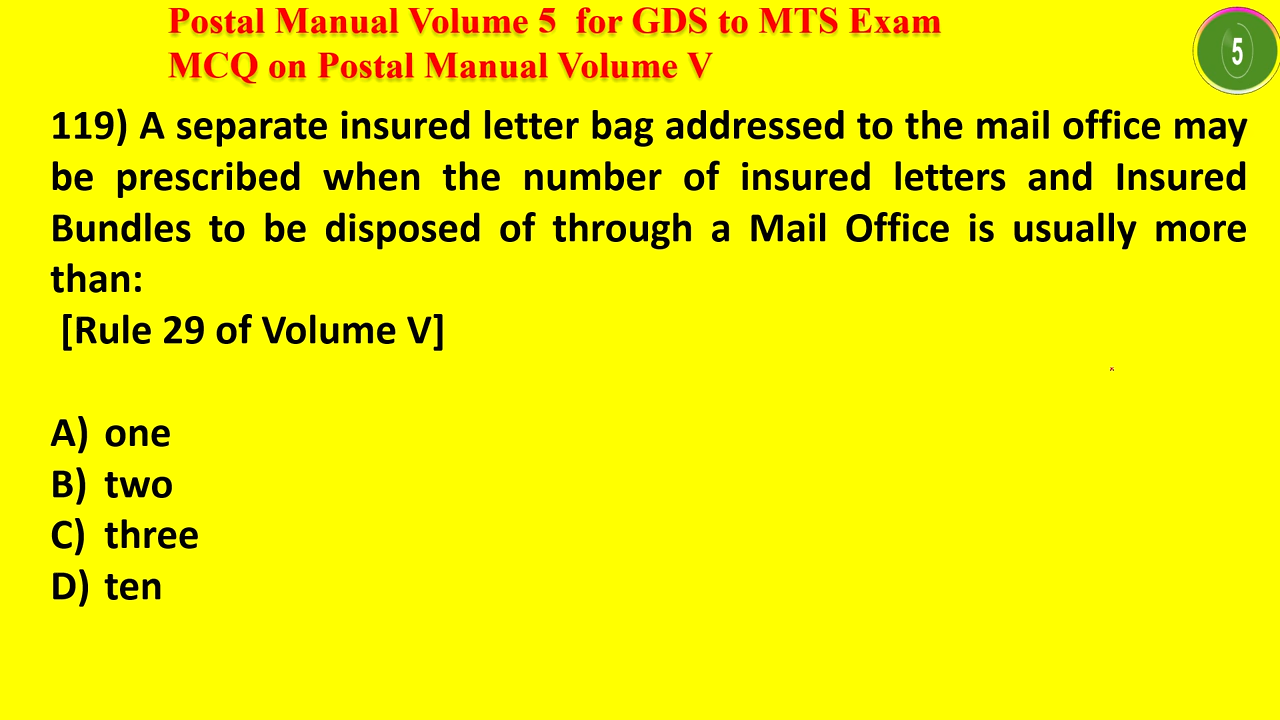 Postal Manual Volume 5 for GDS to MTS Exam
MCQ on Postal Manual Volume V
5
119) A separate insured letter bag addressed to the mail office may
be prescribed when the number of insured letters and Insured
Bundles to be disposed of through a Mail Office is usually more
than:
[Rule 29 of Volume V]
A) one
B) two
C) three
D) ten